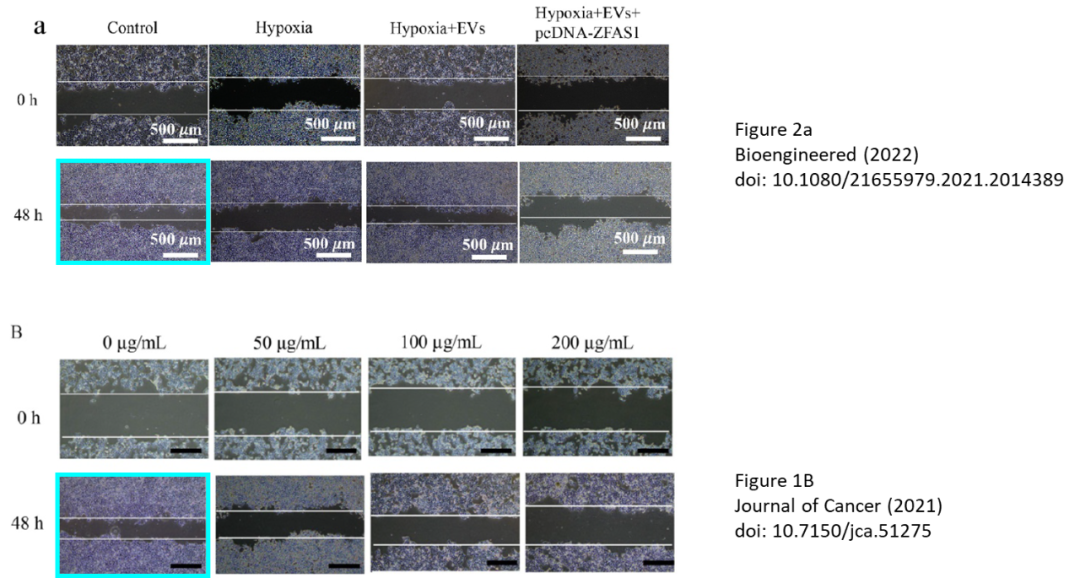 a
Control Hypoxia Hypoxia+EVs Hypoxia+EVs+
pcDNA-ZFAS1
0 h
500 μm 500 μm 500 μm 500 μm
48 h
500 μm 500 μm 500 μm 500 μm
Figure 2a
Bioengineered (2022)
doi: 10.1080/21655979.2021.2014389
B
0 μg/mL 50 μg/mL 100 μg/mL 200 μg/mL
0 h
48 h
Figure 1B
Journal of Cancer (2021)
doi: 10.7150/jca.51275